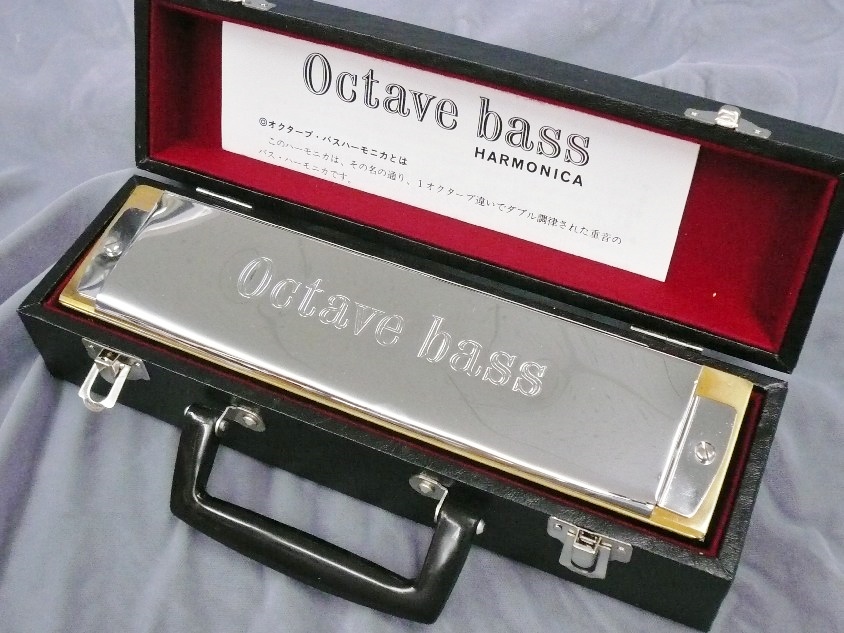 Octave bass
HARMONICA
◎オクターブ・バスハーモニカとは
このハーモニカは、その名の通り、1オクターブ違いでダブル調律された重音の
バス・ハーモニカです。
Octave bass